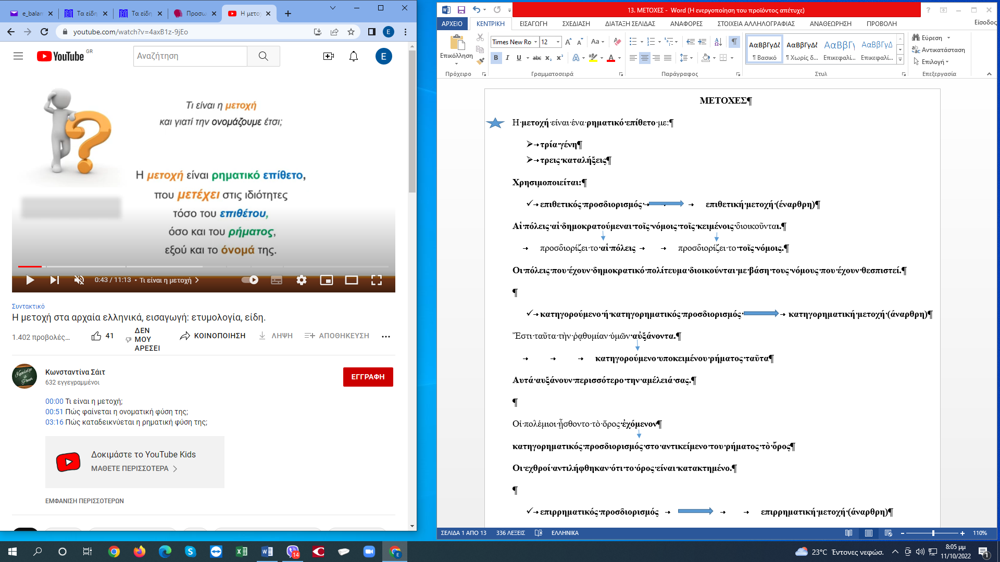 e_balan
Τα είδη
Τα είδη
Προσω
Η μετοχ
youtube.com/watch?v=4axB1z-9jEo
E
YouTube GR
Αναζήτηση
E
Τι είναι η μετοχή
και γιατί την ονομάζουμε έτσι;
Η μετοχή είναι ρηματικό επίθετο,
που μετέχει στις ιδιότητες
τόσο του επιθέτου,
όσο και του ρήματος,
εξού και το όνομά της.
0:43 / 11:13 • Τι είναι η μετοχή
Συντακτικό
Η μετοχή στα αρχαία ελληνικά, εισαγωγή: ετυμολογία, είδη.
1.402 προβολές...
41
ΔΕΝ ΜΟΥ ΑΡΕΣΕΙ
ΚΟΙΝΟΠΟΙΗΣΗ
ΛΗΨΗ
ΑΠΟΘΗΚΕΥΣΗ
Knowledge is Power
Κωνσταντίνα Σάιτ
632 εγγεγραμμένοι
ΕΓΓΡΑΦΗ
00:00 Τι είναι η μετοχή;
00:51 Πώς φαίνεται η ονοματική φύση της;
03:16 Πώς καταδεικνύεται η ρηματική φύση της;
Δοκιμάστε το YouTube Kids
ΜΑΘΕΤΕ ΠΕΡΙΣΣΟΤΕΡΑ
ΕΜΦΑΝΙΣΗ ΠΕΡΙΣΣΟΤΕΡΩΝ
13. ΜΕΤΟΧΕΣ - Word (Η ενεργοποίηση του προϊόντος απέτυχε)
ΑΡΧΕΙΟ ΚΕΝΤΡΙΚΗ ΕΙΣΑΓΩΓΗ ΣΧΕΔΙΑΣΗ ΔΙΑΤΑΞΗ ΣΕΛΙΔΑΣ ΑΝΑΦΟΡΕΣ ΣΤΟΙΧΕΙΑ ΑΛΛΗΛΟΓΡΑΦΙΑΣ ΑΝΑΘΕΩΡΗΣΗ ΠΡΟΒΟΛΗ Είσοδος
Επικόλληση
Times New Ro 12
Aa
B I U abc x₂ x² A A
ΑαΒβΓγΔδ ΑαΒβΓγΔδ ΑαΒβΓγ ΑαΒβΓγΔ
¶ Βασικό ¶ Χωρίς δ... Επικεφαλί... Επικεφαλί...
Εύρεση
Αντικατάσταση
Επιλογή
Πρόχειρο Γραμματοσειρά Παράγραφος Στυλ Επεξεργασία
ΜΕΤΟΧΕΣ¶
Η μετοχή είναι ένα ρηματικό επίθετο με:¶
τρία γένη¶
τρεις καταλήξεις¶
Χρησιμοποιείται:¶
επιθετικός προσδιορισμός → επιθετική μετοχή (έναρθρη)¶
Αἱ πόλεις αἱ δημοκρατούμεναι τοῖς νόμοις τοῖς κειμένοις διοικοῦνται.¶
προσδιορίζει το αἱ πόλεις → → προσδιορίζει το τοῖς νόμοις.¶
Οι πόλεις που έχουν δημοκρατικό πολίτευμα διοικούνται με βάση τους νόμους που έχουν θεσπιστεί.¶
¶
κατηγορούμενο ή κατηγορηματικός προσδιορισμός → κατηγορηματική μετοχή (άναρθρη)¶
Ἔστι ταῦτα τὴν ῥᾳθυμίαν ὑμῶν αὐξάνοντα.¶
κατηγορούμενο υποκειμένου ρήματος ταῦτα¶
Αυτά αυξάνουν περισσότερο την αμέλειά σας.¶
¶
Οἱ πολέμιοι ᾔσθοντο τὸ ὄρος ἐχόμενον¶
κατηγορηματικός προσδιορισμός στο αντικείμενο του ρήματος τὸ ὄρος¶
Οι εχθροί αντιλήφθηκαν ότι το όρος είναι κατακτημένο.¶
¶
επιρρηματικός προσδιορισμός → επιρρηματική μετοχή (άναρθρη)¶
ΣΕΛΙΔΑ 1 ΑΠΟ 13 336 ΛΕΞΕΙΣ ΕΛΛΗΝΙΚΑ 110%
14
E
23°C Έντονες νεφώσ.
8:05 μμ
11/10/2022
1